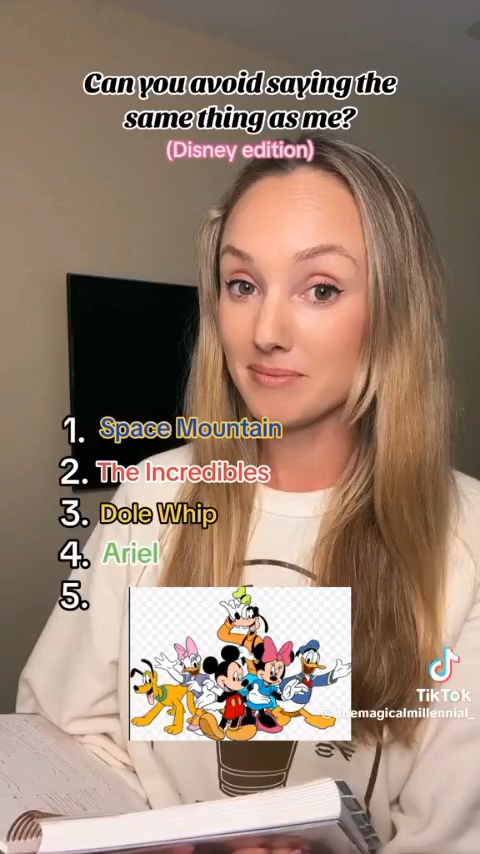 Can you avoid saying the
same thing as me?
(Disney edition)
1. Space Mountain
2. The Incredibles
3. Dole Whip
4. Ariel
5.
TikTok
@themagicalmillennial_